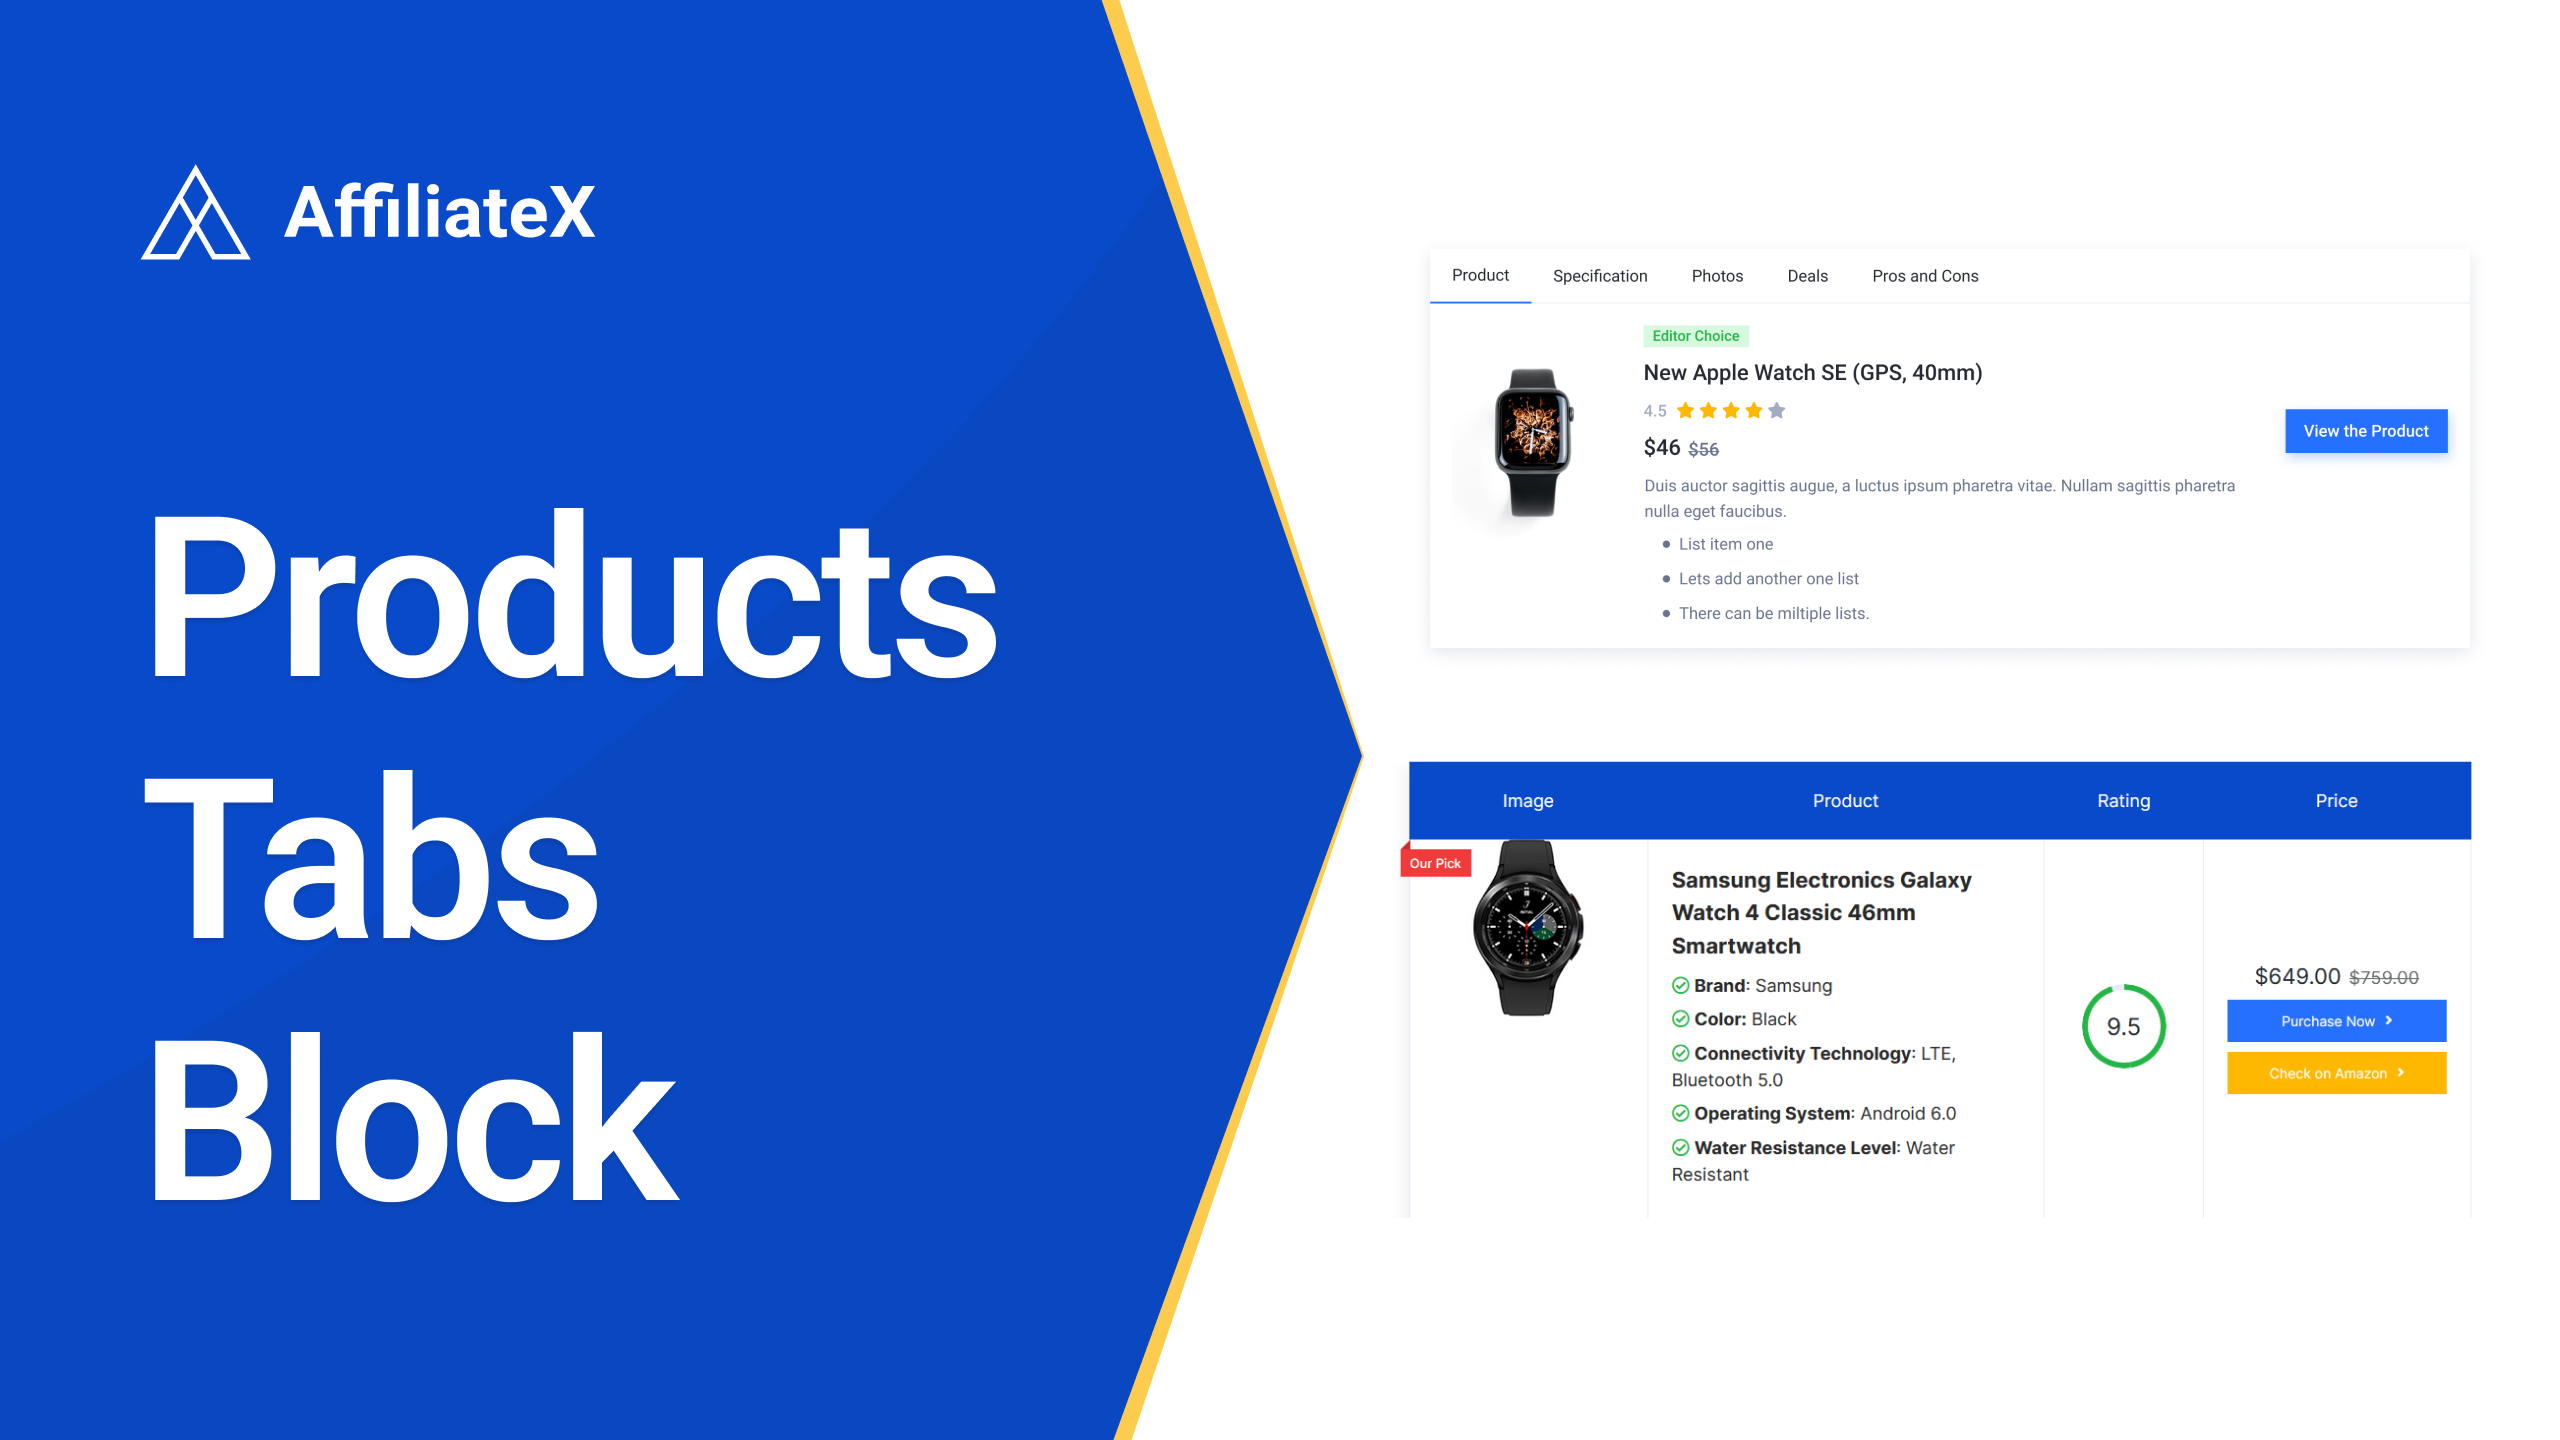 AffiliateX
Products
Tabs
Block
Product Specification Photos Deals Pros and Cons
Editor Choice
New Apple Watch SE (GPS, 40mm)
4.5
$46 $56
View the Product
Duis auctor sagittis augue, a luctus ipsum pharetra vitae. Nullam sagittis pharetra
nulla eget faucibus.
List item one
Lets add another one list
There can be miltiple lists.
Image Product Rating Price
Our Pick
Samsung Electronics Galaxy
Watch 4 Classic 46mm
Smartwatch
Brand: Samsung
Color: Black
Connectivity Technology: LTE,
Bluetooth 5.0
Operating System: Android 6.0
Water Resistance Level: Water
Resistant
9.5
$649.00 $759.00
Purchase Now
Check on Amazon